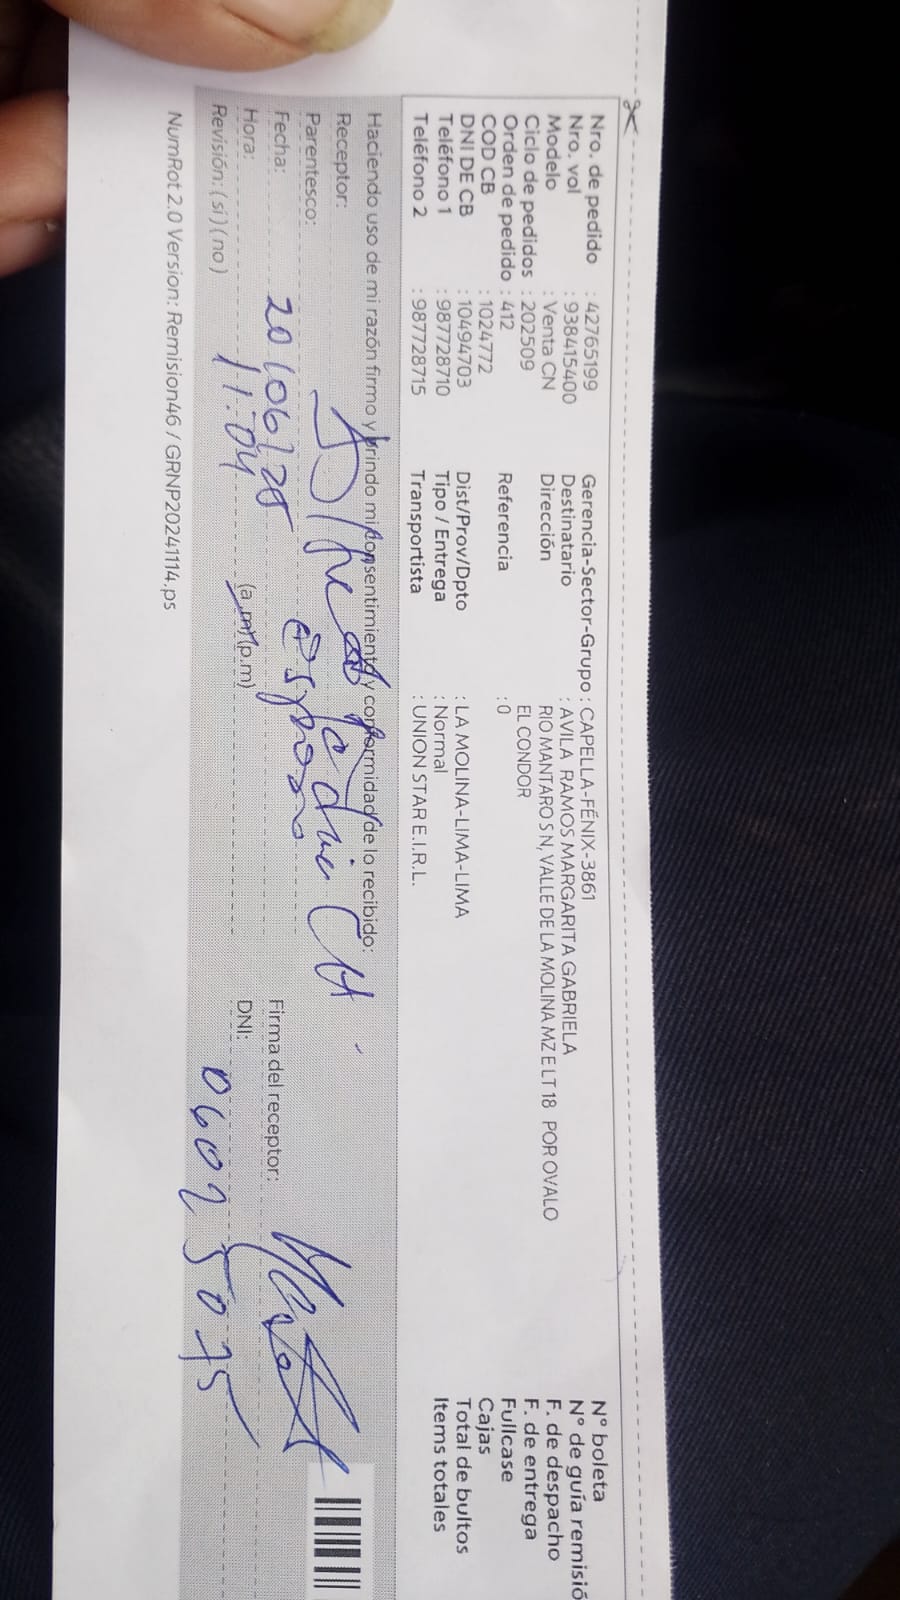 Nro. de pedido : 42765199
Nro. vol : 938415400
Modelo : Venta CN
Ciclo de pedidos : 202509
Orden de pedido : 412
COD CB : 1024772
DNI DE CB : 10494703
Teléfono 1 : 987728710
Teléfono 2 : 987728715
Gerencia-Sector-Grupo : CAPELLA-FÉNIX-3861
Destinatario : AVILA RAMOS MARGARITA GABRIELA
Dirección RIO MANTARO S N, VALLE DE LA MOLINA MZ E LT 18 POR OVALO
EL CONDOR
Referencia : 0
Dist/Prov/Dpto : LA MOLINA-LIMA-LIMA
Tipo / Entrega : Normal
Transportista : UNION STAR E.I.R.L.
N° boleta
N° de guía remisió
F. de despacho
F. de entrega
Fullcase
Cajas
Total de bultos
Items totales
Haciendo uso de mi razón firmo y brindo mi consentimiento y conformidad de lo recibido:
Receptor:
Parentesco: esposo
Fecha: 20/06/25
Hora: 11:04 (a.m) (p.m)
Revisión: (si) (no)
Firma del receptor:
DNI: 06025075
NumRot 2.0 Version: Remision46 / GRNP20241114.ps